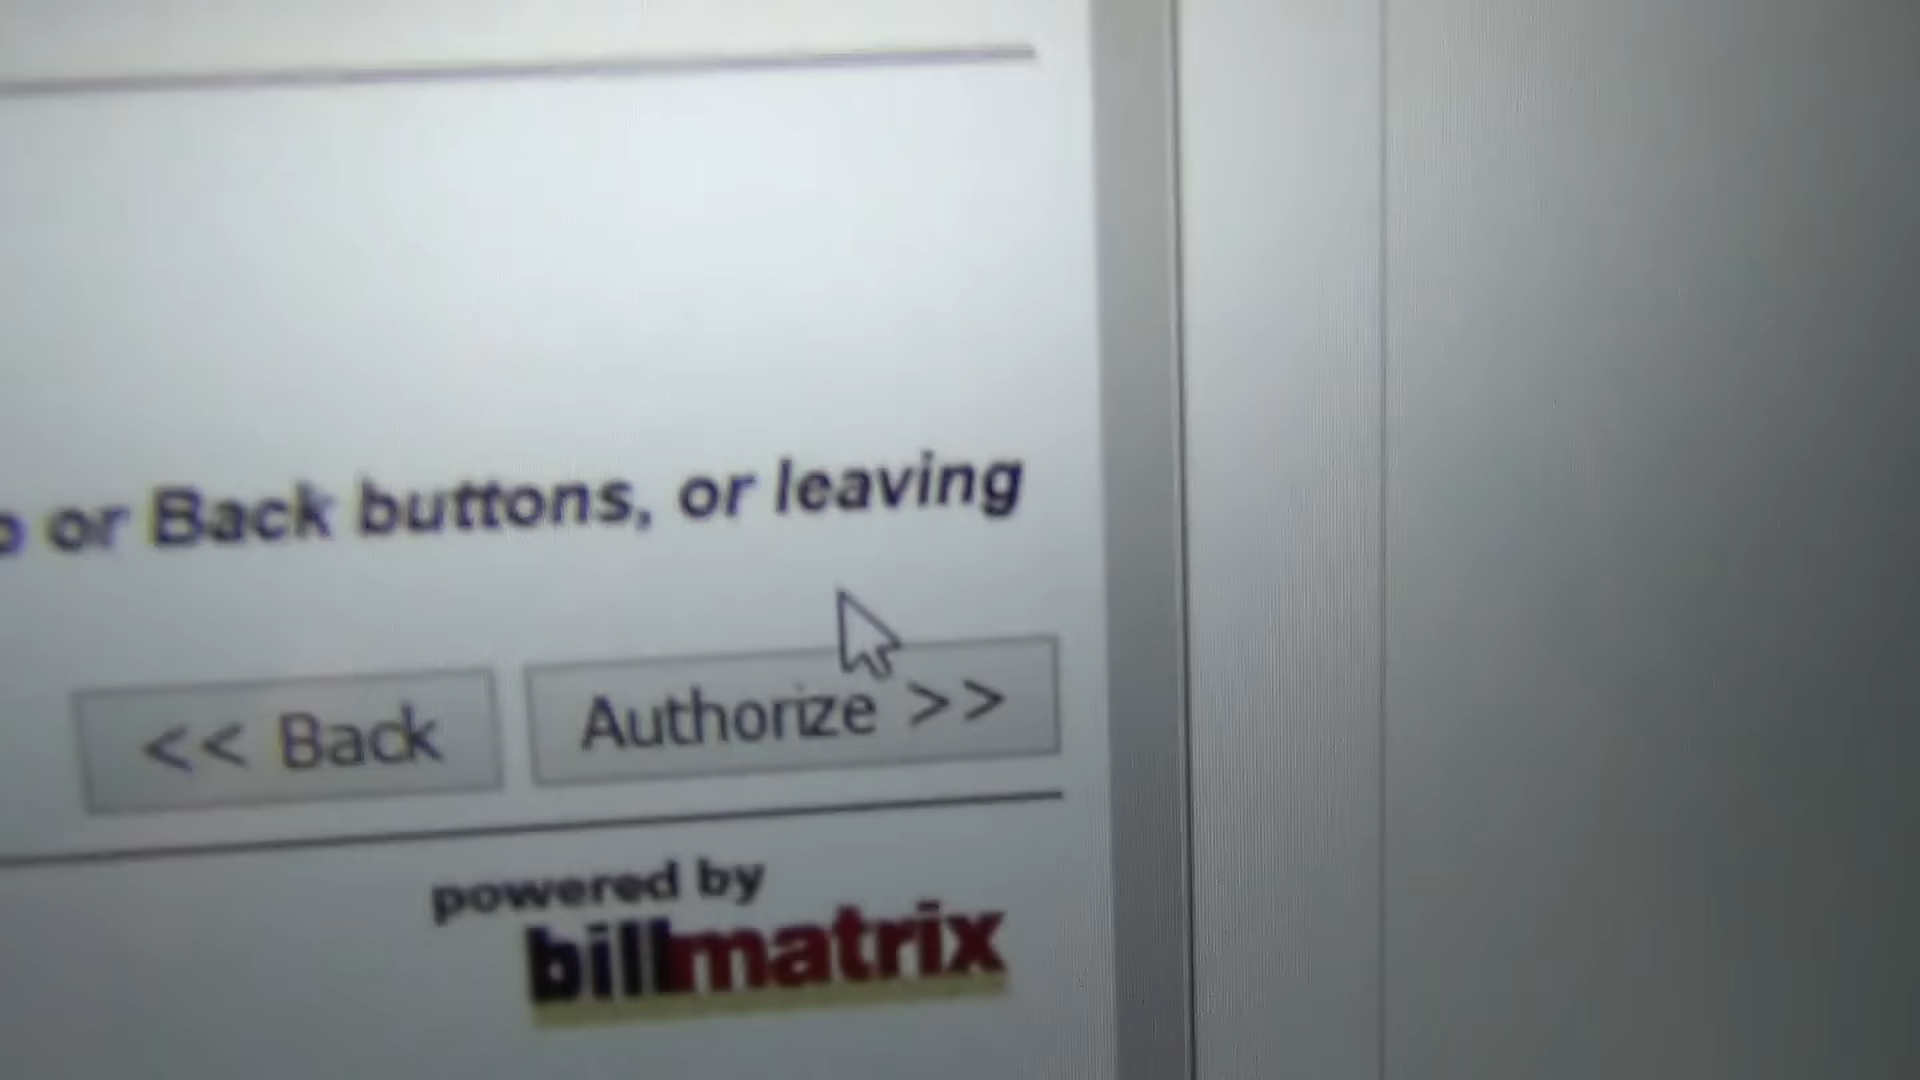 or Back buttons, or leaving
<< Back
Authorize >>
powered by
billmatrix